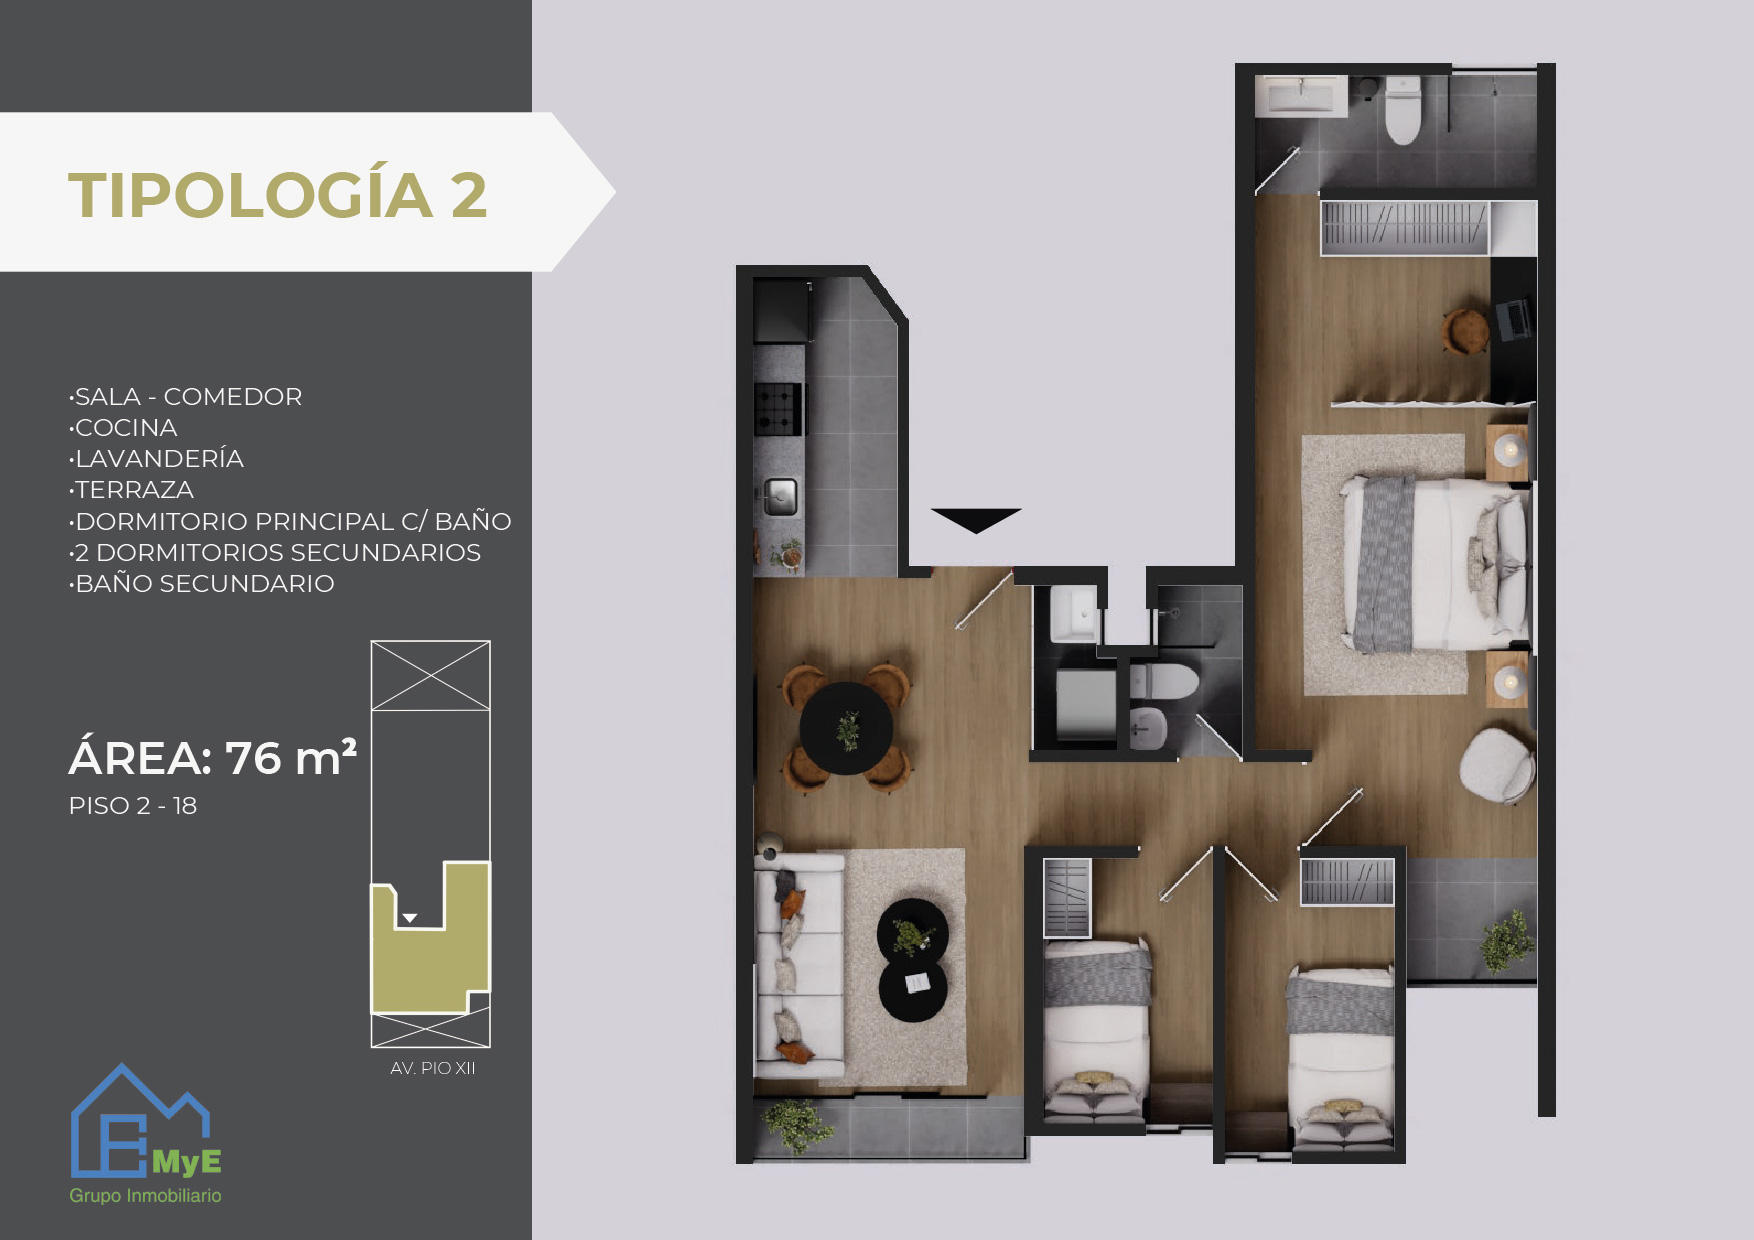 TIPOLOGÍA 2
•SALA - COMEDOR
•COCINA
•LAVANDERÍA
•TERRAZA
•DORMITORIO PRINCIPAL C/ BAÑO
•2 DORMITORIOS SECUNDARIOS
•BAÑO SECUNDARIO
ÁREA: 76 m²
PISO 2 - 18
AV. PIO XII
MyE
Grupo Inmobiliario